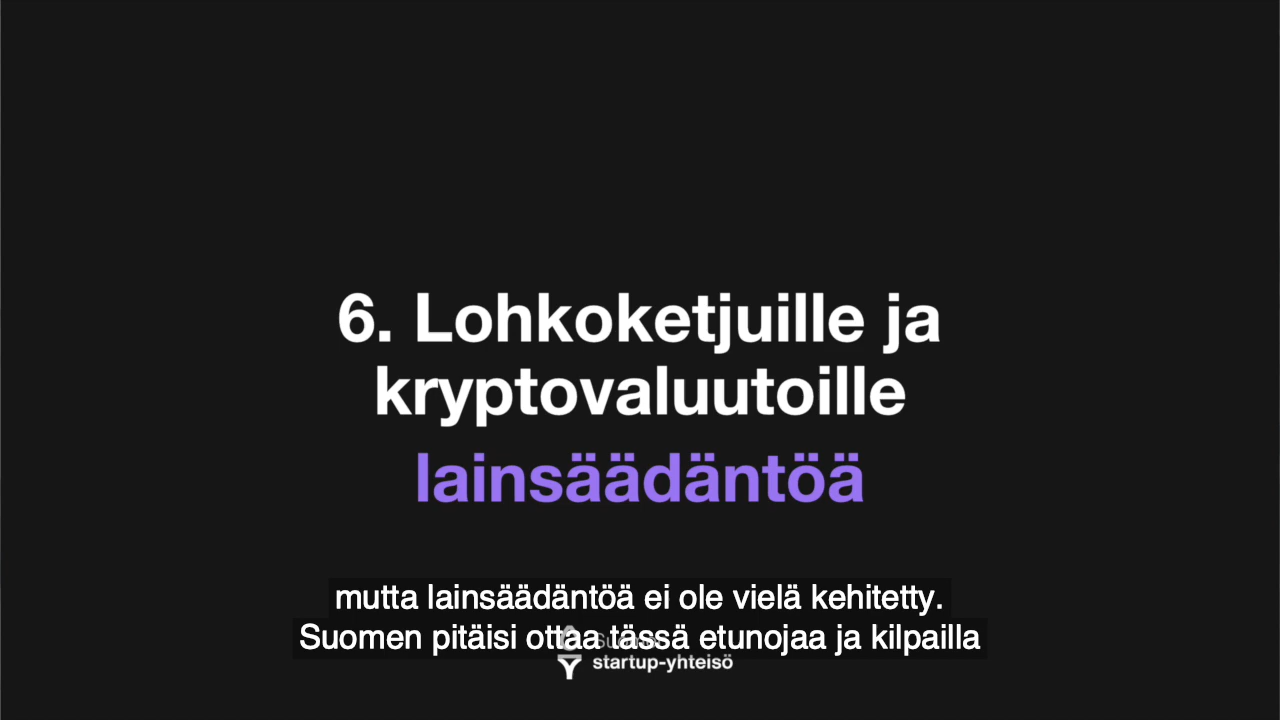 6. Lohkoketjuille ja
kryptovaluutoille
lainsäädäntöä
mutta lainsäädäntöä ei ole vielä kehitetty.
Suomen pitäisi ottaa tässä etunojaa ja kilpailla
Suomen
startup-yhteisö